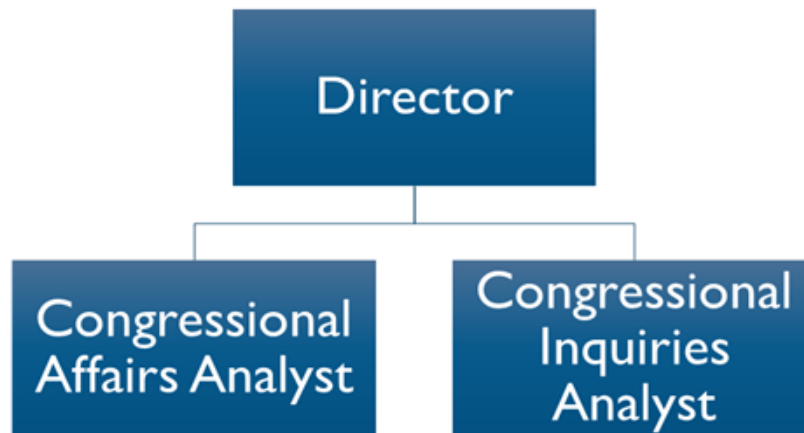 Director
Congressional
Affairs Analyst
Congressional
Inquiries
Analyst